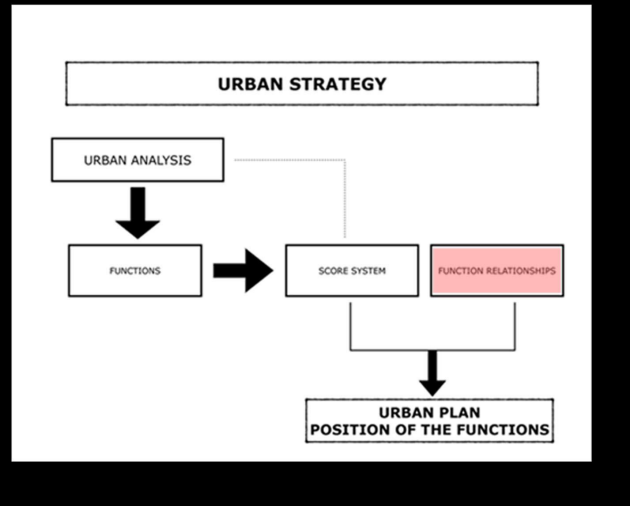 URBAN STRATEGY
URBAN ANALYSIS
FUNCTIONS
SCORE SYSTEM
FUNCTION RELATIONSHIPS
URBAN PLAN
POSITION OF THE FUNCTIONS